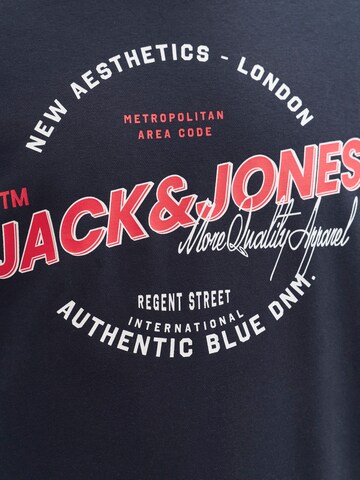 NEW AESTHETICS - LONDON
METROPOLITAN
AREA CODE
TM
JACK&JONES
More Quality Apparel
REGENT STREET
INTERNATIONAL
AUTHENTIC BLUE DNM.